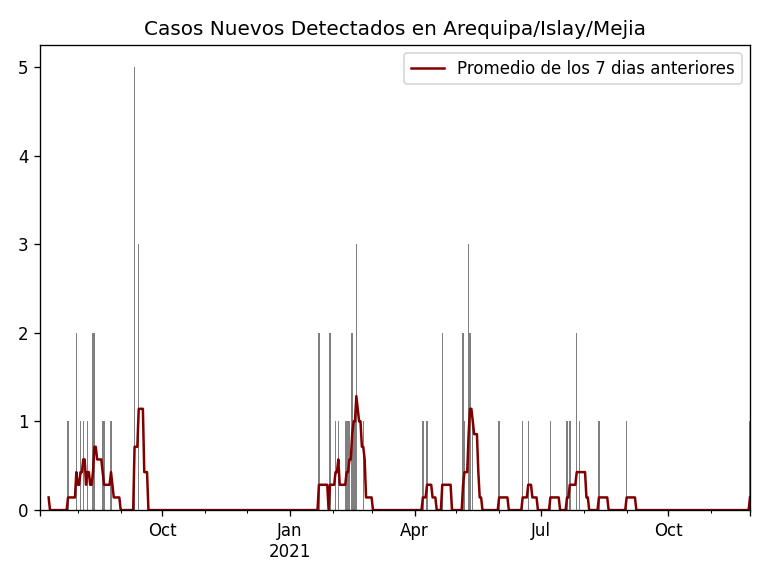 Casos Nuevos Detectados en Arequipa/Islay/Mejia
Promedio de los 7 dias anteriores
5
4
3
2
1
0
Oct
Jan
2021
Apr
Jul
Oct